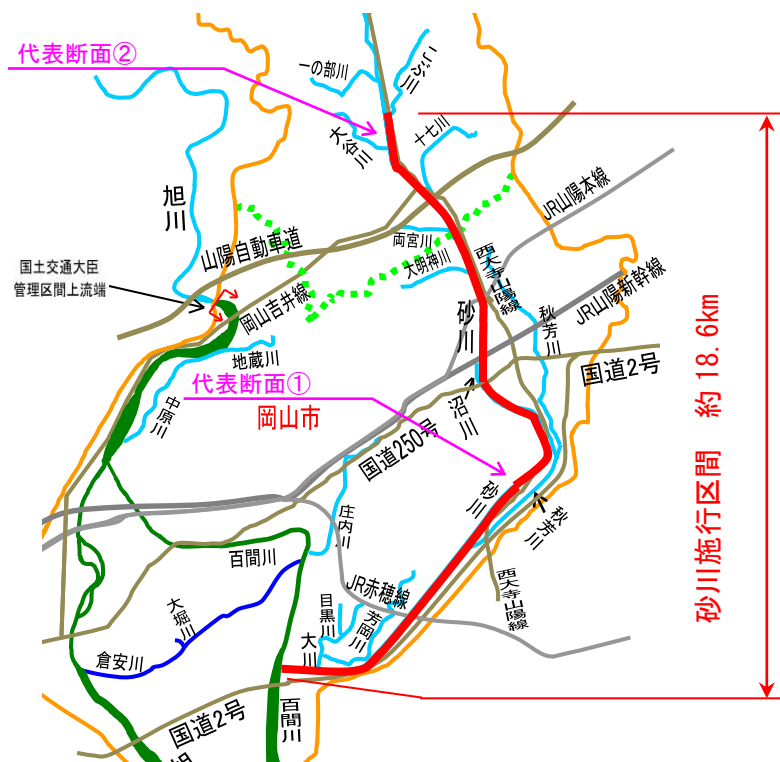 代表断面②
一の部川
こぶ川
大谷川
十七川
旭川
山陽自動車道
両宮川
大明神川
西大寺山陽線
JR山陽本線
JR山陽新幹線
国土交通大臣
管理区間上流端
岡山吉井線
砂川
秋芳川
地蔵川
代表断面①
国道2号
中原川
岡山市
沼川
国道250号
砂川
秋芳川
庄内川
百間川
JR赤穂線
西大寺山陽線
大堀川
目黒川
芳岡川
大川
倉安川
国道2号
百間川
旭
砂川施行区間 約18.6km